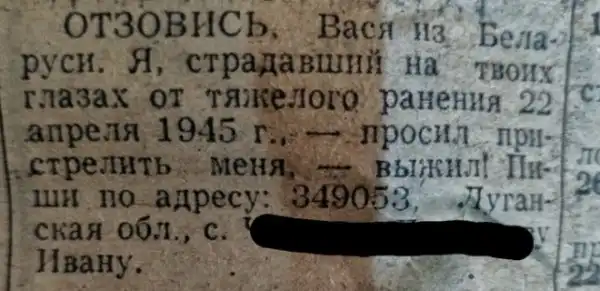 ОТЗОВИСЬ, Вася из Бела-
руси. Я, страдавший на твоих
глазах от тяжелого ранения 22
апреля 1945 г., — просил при-
стрелить меня, — выжил! Пи-
ши по адресу: 349053, Луган-
ская обл., с.
Ивану.